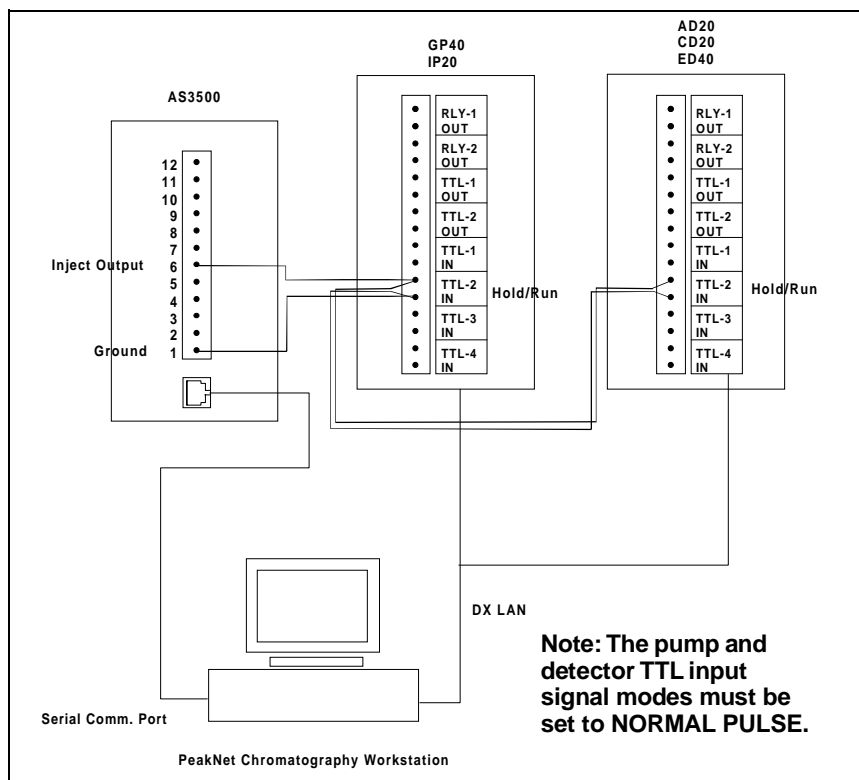 GP40
IP20
AD20
CD20
ED40
AS3500
12
11
10
9
8
7
6
5
4
3
2
1
Inject Output
Ground
RLY-1
OUT
RLY-2
OUT
TTL-1
OUT
TTL-2
OUT
TTL-1
IN
TTL-2
IN
TTL-3
IN
TTL-4
IN
Hold/Run
RLY-1
OUT
RLY-2
OUT
TTL-1
OUT
TTL-2
OUT
TTL-1
IN
TTL-2
IN
TTL-3
IN
TTL-4
IN
Hold/Run
DX LAN
Note: The pump and
detector TTL input
signal modes must be
set to NORMAL PULSE.
Serial Comm. Port
PeakNet Chromatography Workstation